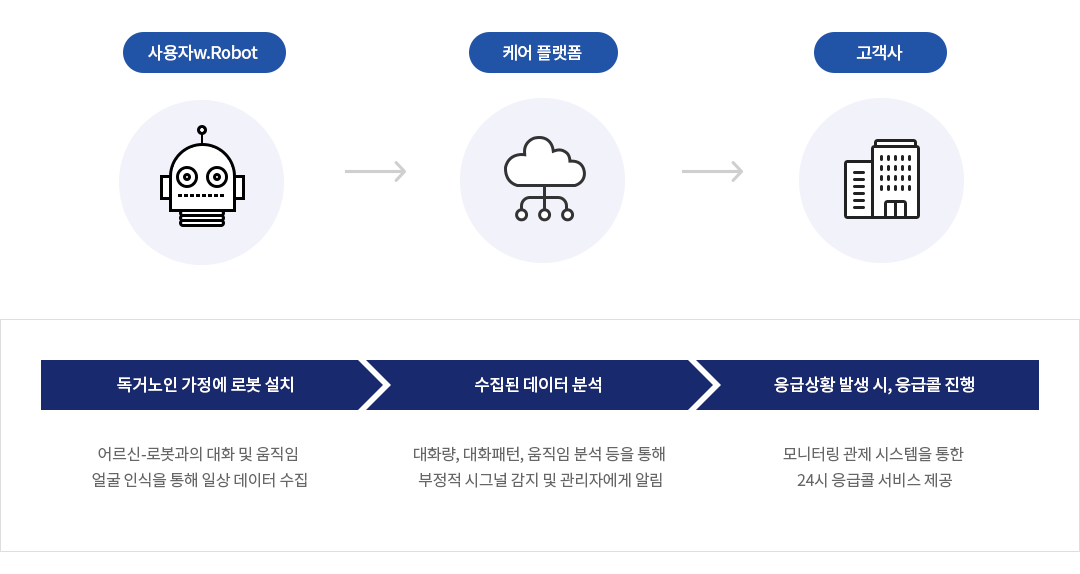 사용자w.Robot
케어 플랫폼
고객사
독거노인 가정에 로봇 설치
수집된 데이터 분석
응급상황 발생 시, 응급콜 진행
어르신-로봇과의 대화 및 움직임
얼굴 인식을 통해 일상 데이터 수집
대화량, 대화패턴, 움직임 분석 등을 통해
부정적 시그널 감지 및 관리자에게 알림
모니터링 관제 시스템을 통한
24시 응급콜 서비스 제공